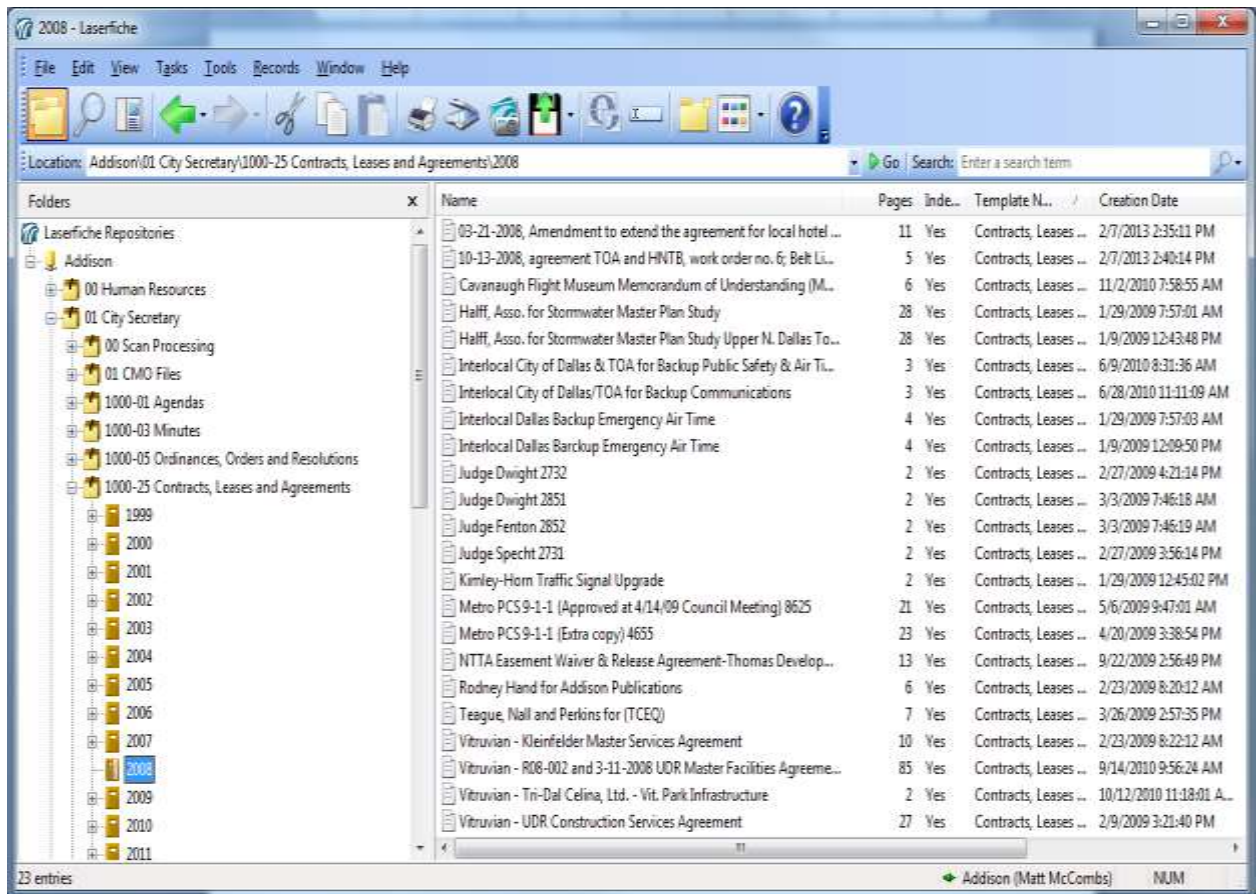 2008 - Laserfiche
File Edit View Tasks Tools Records Window Help
Location: Addison\01 City Secretary\1000-25 Contracts, Leases and Agreements\2008 Go Search: Enter a search term
Folders x
Laserfiche Repositories
Addison
00 Human Resources
01 City Secretary
00 Scan Processing
01 CMO Files
1000-01 Agendas
1000-03 Minutes
1000-05 Ordinances, Orders and Resolutions
1000-25 Contracts, Leases and Agreements
1999
2000
2001
2002
2003
2004
2005
2006
2007
2008
2009
2010
2011
Name Pages Inde... Template N... Creation Date
03-21-2008, Amendment to extend the agreement for local hotel ... 11 Yes Contracts, Leases ... 2/7/2013 2:35:11 PM
10-13-2008, agreement TOA and HNTB, work order no. 6; Belt Li... 5 Yes Contracts, Leases ... 2/7/2013 2:40:14 PM
Cavanaugh Flight Museum Memorandum of Understanding (M... 6 Yes Contracts, Leases ... 11/2/2010 7:58:55 AM
Halff, Asso. for Stormwater Master Plan Study 28 Yes Contracts, Leases ... 1/29/2009 7:57:01 AM
Halff, Asso. for Stormwater Master Plan Study Upper N. Dallas To... 28 Yes Contracts, Leases ... 1/9/2009 12:43:48 PM
Interlocal City of Dallas & TOA for Backup Public Safety & Air Ti... 3 Yes Contracts, Leases ... 6/9/2010 8:31:36 AM
Interlocal City of Dallas/TOA for Backup Communications 3 Yes Contracts, Leases ... 6/28/2010 11:11:09 AM
Interlocal Dallas Backup Emergency Air Time 4 Yes Contracts, Leases ... 1/29/2009 7:57:03 AM
Interlocal Dallas Barckup Emergency Air Time 4 Yes Contracts, Leases ... 1/9/2009 12:09:50 PM
Judge Dwight 2732 2 Yes Contracts, Leases ... 2/27/2009 4:21:14 PM
Judge Dwight 2851 2 Yes Contracts, Leases ... 3/3/2009 7:46:18 AM
Judge Fenton 2852 2 Yes Contracts, Leases ... 3/3/2009 7:46:19 AM
Judge Specht 2731 2 Yes Contracts, Leases ... 2/27/2009 3:56:14 PM
Kimley-Horn Traffic Signal Upgrade 2 Yes Contracts, Leases ... 1/29/2009 12:45:02 PM
Metro PCS 9-1-1 (Approved at 4/14/09 Council Meeting) 8625 21 Yes Contracts, Leases ... 5/6/2009 9:47:01 AM
Metro PCS 9-1-1 (Extra copy) 4655 23 Yes Contracts, Leases ... 4/20/2009 3:38:54 PM
NTTA Easement Waiver & Release Agreement-Thomas Develop... 13 Yes Contracts, Leases ... 9/22/2009 2:56:49 PM
Rodney Hand for Addison Publications 6 Yes Contracts, Leases ... 2/23/2009 8:20:12 AM
Teague, Nall and Perkins for (TCEQ) 7 Yes Contracts, Leases ... 3/26/2009 2:57:35 PM
Vitruvian - Kleinfelder Master Services Agreement 10 Yes Contracts, Leases ... 2/23/2009 8:22:12 AM
Vitruvian - R08-002 and 3-11-2008 UDR Master Facilities Agreeme... 85 Yes Contracts, Leases ... 9/14/2010 9:56:24 AM
Vitruvian - Tri-Dal Celina, Ltd. - Vit. Park Infrastructure 2 Yes Contracts, Leases ... 10/12/2010 11:18:01 A...
Vitruvian - UDR Construction Services Agreement 27 Yes Contracts, Leases ... 2/9/2009 3:21:40 PM
23 entries Addison (Matt McCombs) NUM